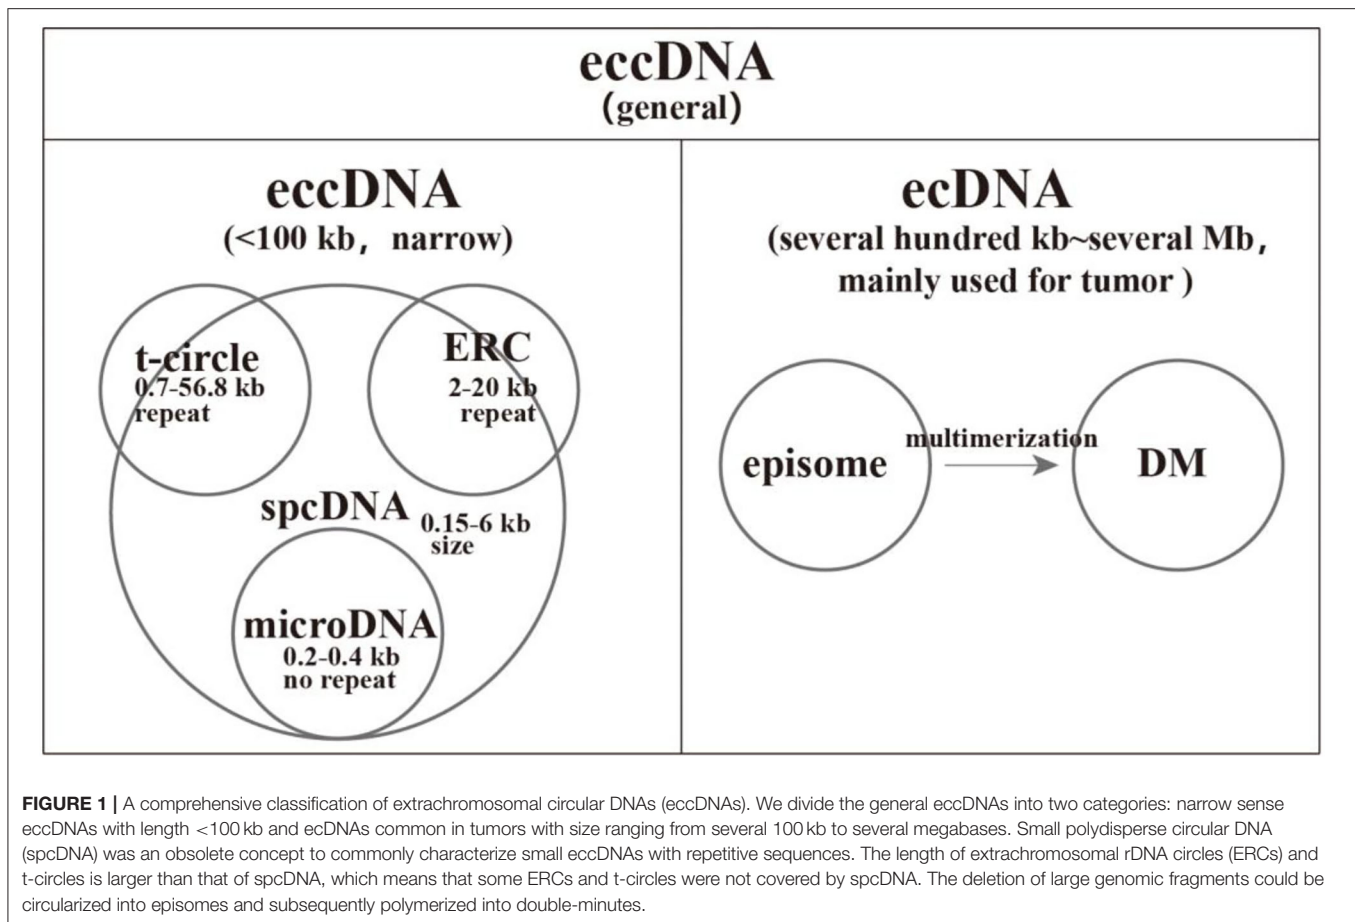 eccDNA
(general)
eccDNA
(<100 kb, narrow)
t-circle
0.7-56.8 kb
repeat
ERC
2-20 kb
repeat
spcDNA
0.15-6 kb
size
microDNA
0.2-0.4 kb
no repeat
ecDNA
(several hundred kb~several Mb,
mainly used for tumor )
episome
multimerization
DM
FIGURE 1 | A comprehensive classification of extrachromosomal circular DNAs (eccDNAs). We divide the general eccDNAs into two categories: narrow sense
eccDNAs with length <100 kb and ecDNAs common in tumors with size ranging from several 100 kb to several megabases. Small polydisperse circular DNA
(spcDNA) was an obsolete concept to commonly characterize small eccDNAs with repetitive sequences. The length of extrachromosomal rDNA circles (ERCs) and
t-circles is larger than that of spcDNA, which means that some ERCs and t-circles were not covered by spcDNA. The deletion of large genomic fragments could be
circularized into episomes and subsequently polymerized into double-minutes.